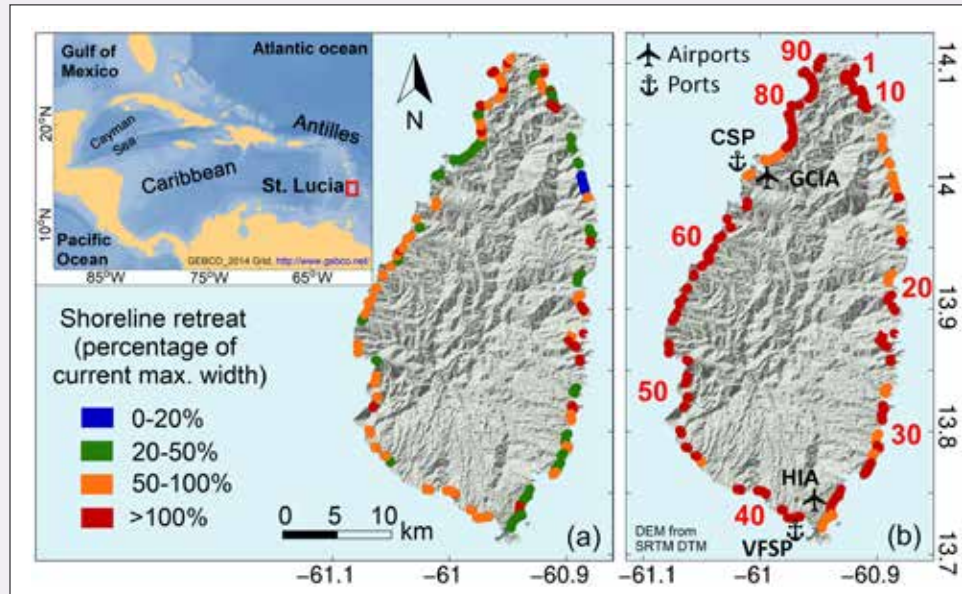 Gulf of
Mexico
Atlantic ocean
20°N
Cayman
Sea
Antilles
Caribbean
St. Lucia
10°N
Pacific
Ocean
GEBCO_2014 Grid, http://www.gebco.net/
85°W
75°W
65°W
N
Shoreline retreat
(percentage of
current max. width)
0-20%
20-50%
50-100%
>100%
0 5 10
km
(a)
−61.1
−61
−60.9
Airports
Ports
90
1
80
10
CSP
GCIA
60
20
50
30
HIA
40
VFSP
DEM from
SRTM DTM
(b)
14.1
14
13.9
13.8
13.7
−61.1
−61
−60.9